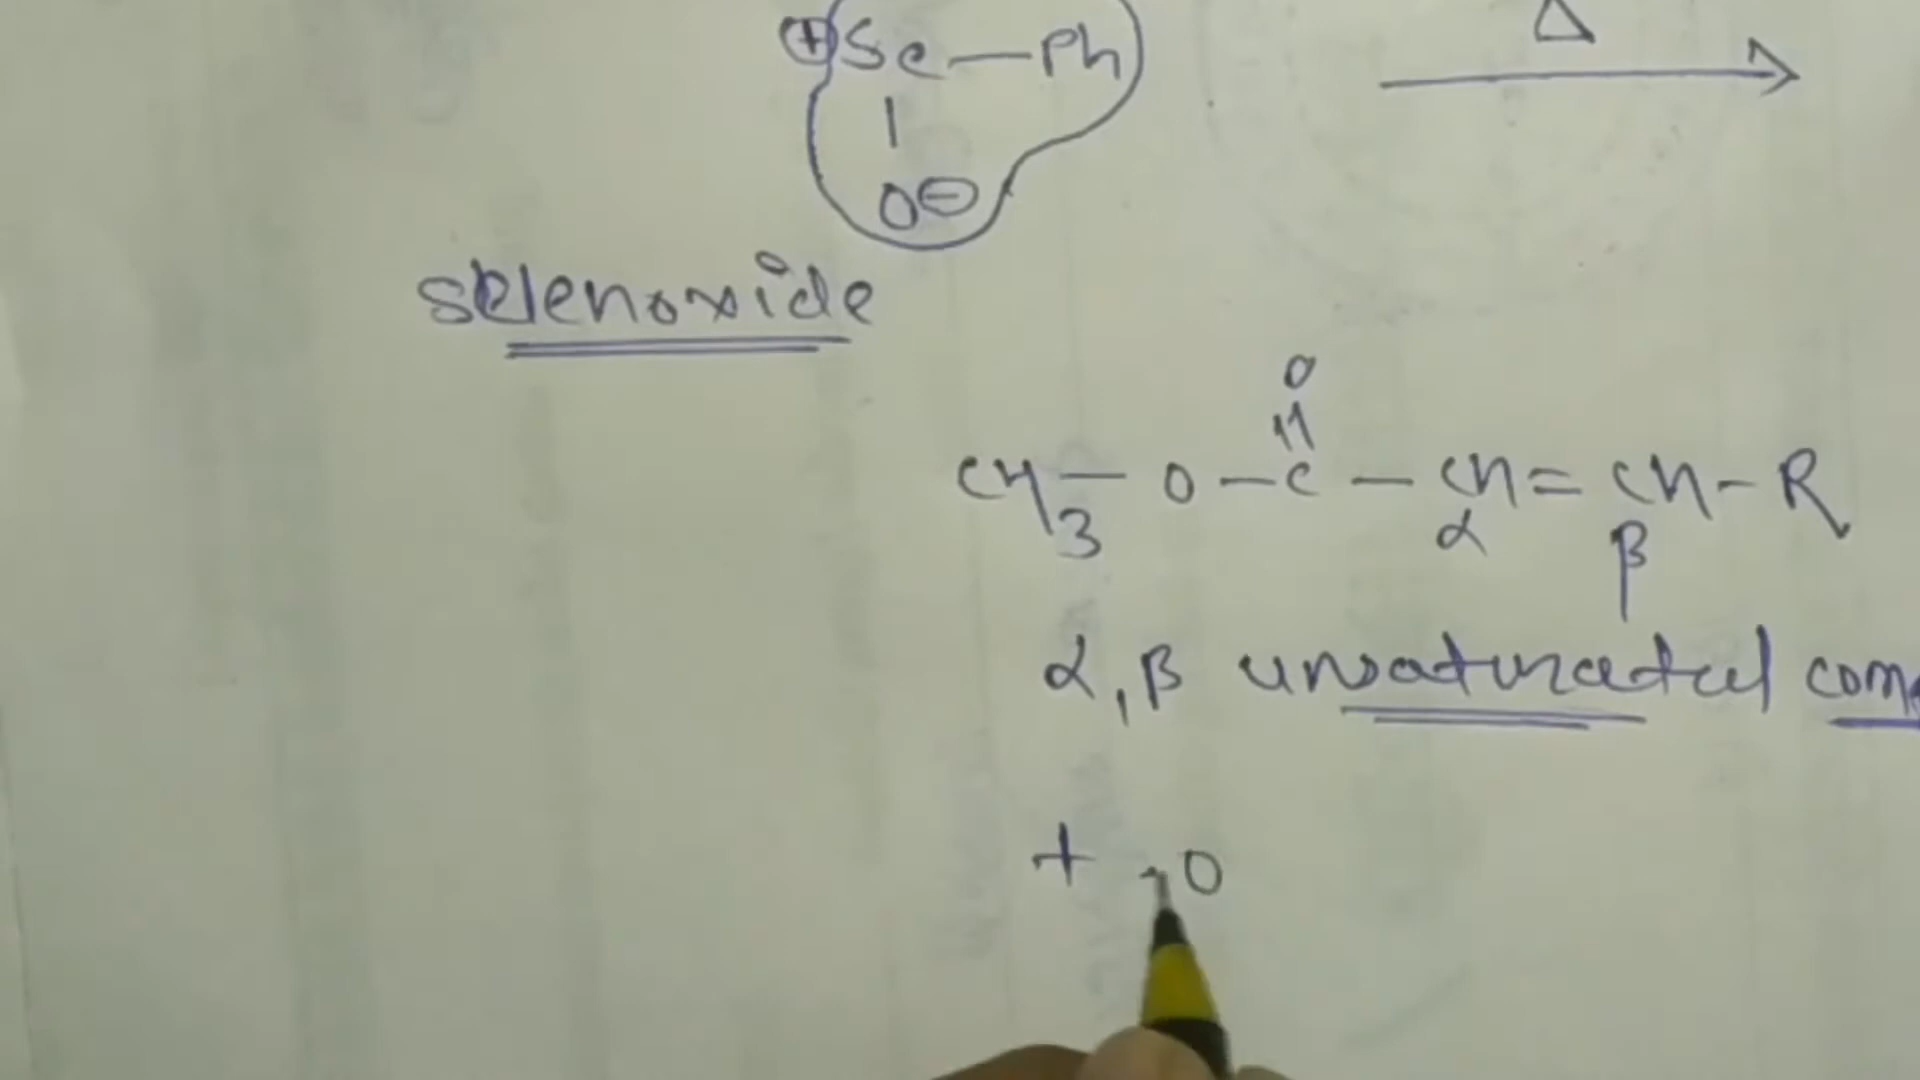 ⊕Se—Ph
Δ
|
O⊖
selenoxide
O
||
CH3—O—C—CH=CH-R
α β
α, β unsaturated com
+ -O